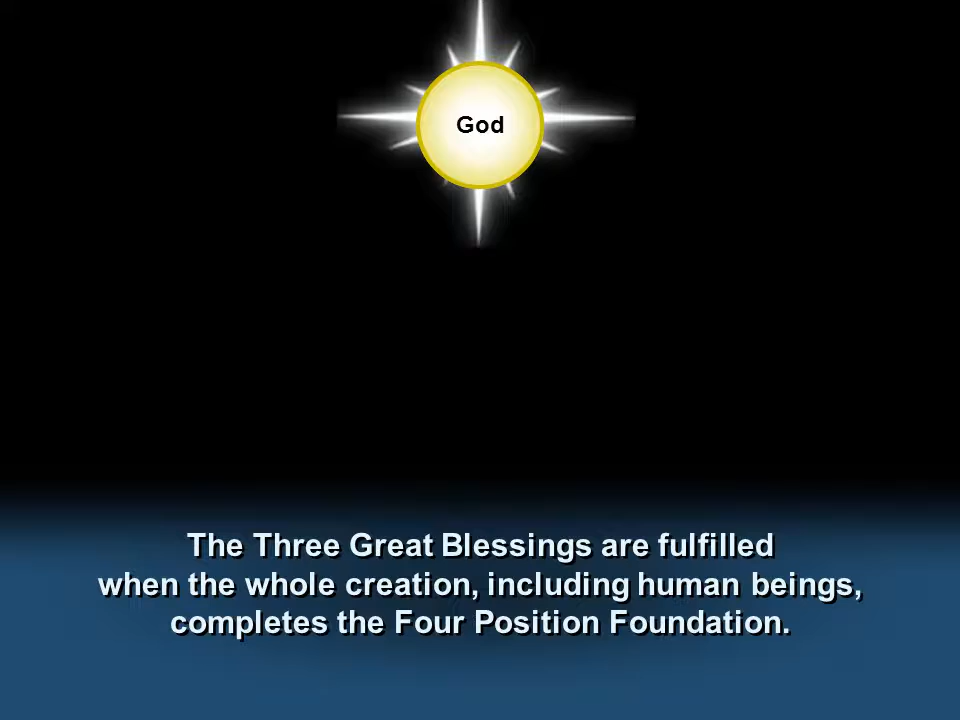 God
The Three Great Blessings are fulfilled
when the whole creation, including human beings,
completes the Four Position Foundation.